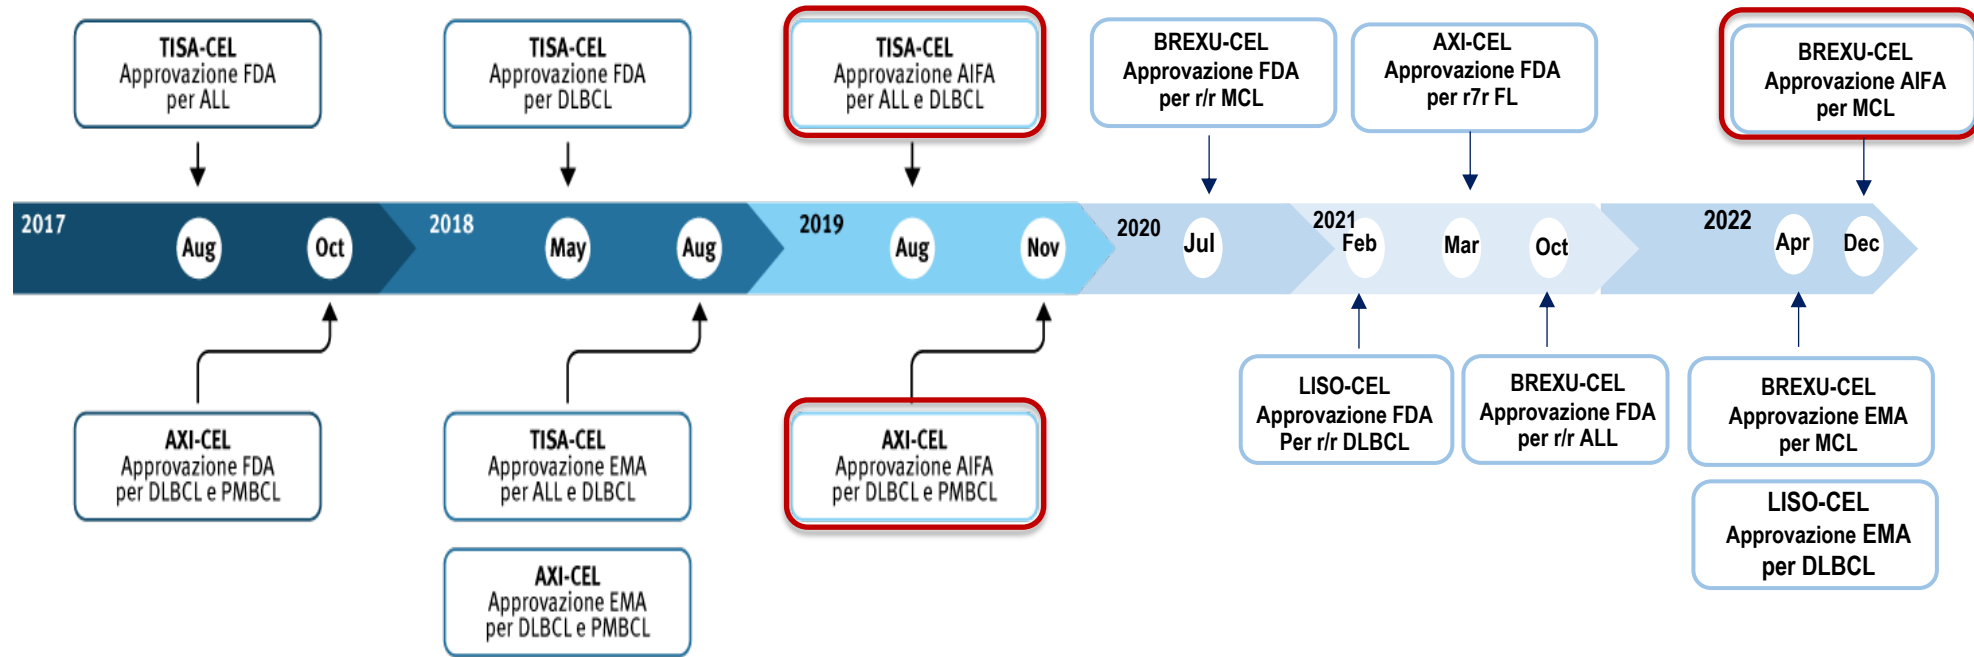 TISA-CEL
Approvazione FDA
per ALL
TISA-CEL
Approvazione FDA
per DLBCL
TISA-CEL
Approvazione AIFA
per ALL e DLBCL
BREXU-CEL
Approvazione FDA
per r/r MCL
AXI-CEL
Approvazione FDA
per r7r FL
BREXU-CEL
Approvazione AIFA
per MCL
2017
Aug
Oct
2018
May
Aug
2019
Aug
Nov
2020
Jul
2021
Feb
Mar
Oct
2022
Apr
Dec
AXI-CEL
Approvazione FDA
per DLBCL e PMBCL
TISA-CEL
Approvazione EMA
per ALL e DLBCL
AXI-CEL
Approvazione EMA
per DLBCL e PMBCL
AXI-CEL
Approvazione AIFA
per DLBCL e PMBCL
LISO-CEL
Approvazione FDA
Per r/r DLBCL
BREXU-CEL
Approvazione FDA
per r/r ALL
BREXU-CEL
Approvazione EMA
per MCL
LISO-CEL
Approvazione EMA
per DLBCL